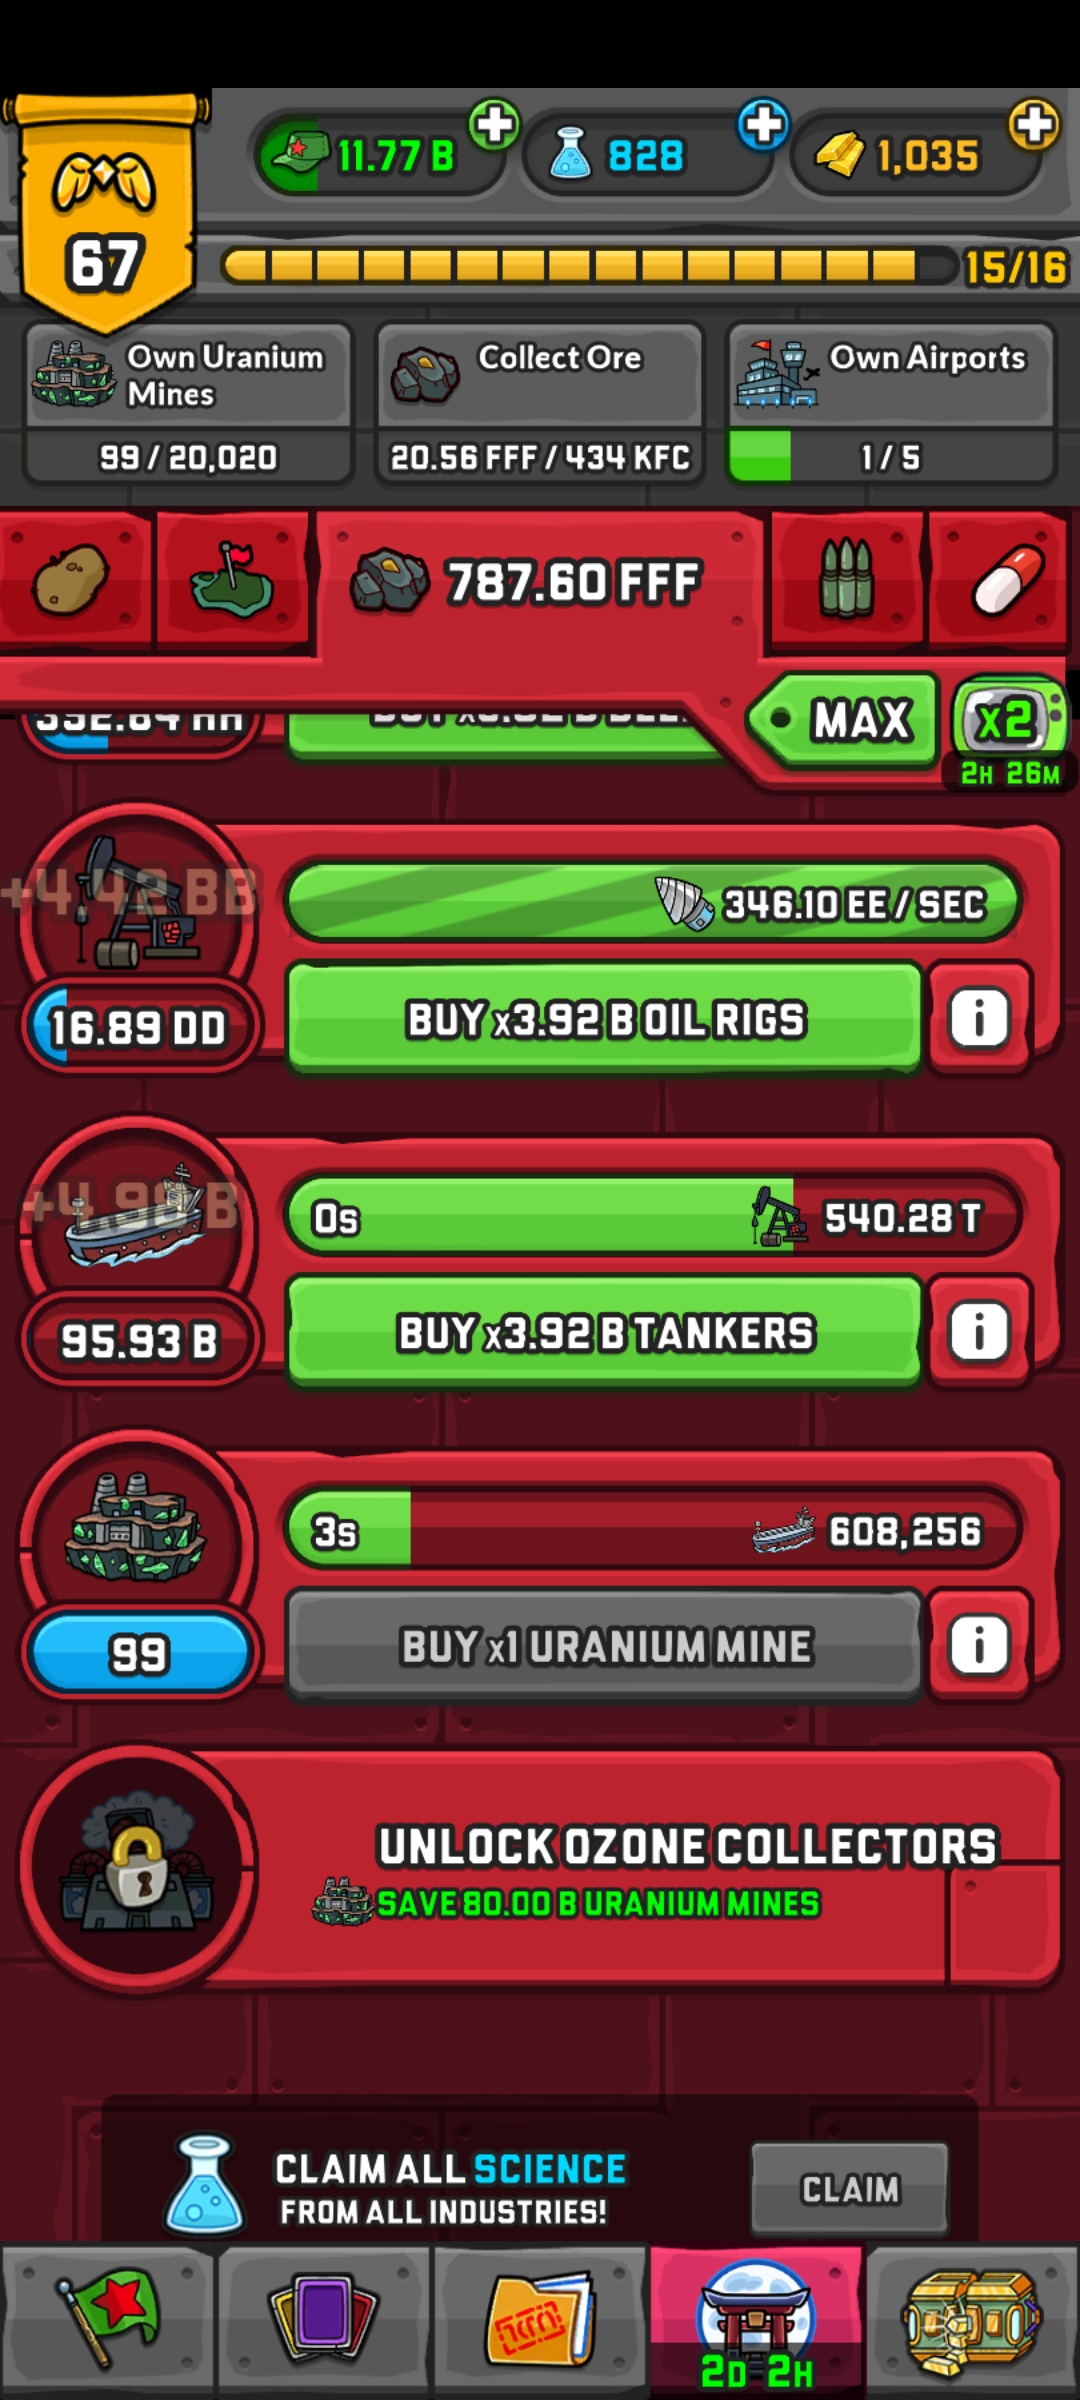 11.77 B
828
1,035
67
15/16
Own Uranium
Mines
Collect Ore
Own Airports
99 / 20,020
20.56 FFF / 434 KFC
1 / 5
787.60 FFF
MAX
x2
2H 26M
+4.42 BB
346.10 EE / SEC
16.89 DD
BUY x3.92 B OIL RIGS
i
0s
540.28 T
95.93 B
BUY x3.92 B TANKERS
i
3s
608,256
99
BUY x1 URANIUM MINE
i
UNLOCK OZONE COLLECTORS
SAVE 80.00 B URANIUM MINES
CLAIM ALL SCIENCE
FROM ALL INDUSTRIES!
CLAIM
2D 2H